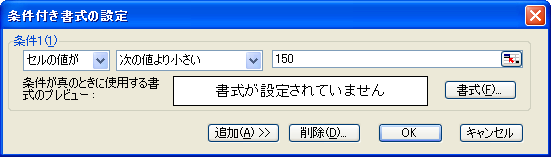 条件付き書式の設定
条件1(1)
セルの値が 次の値より小さい 150
条件が真のときに使用する書
式のプレビュー：
書式が設定されていません
書式(F)...
追加(A) >> 削除(D)... OK キャンセル